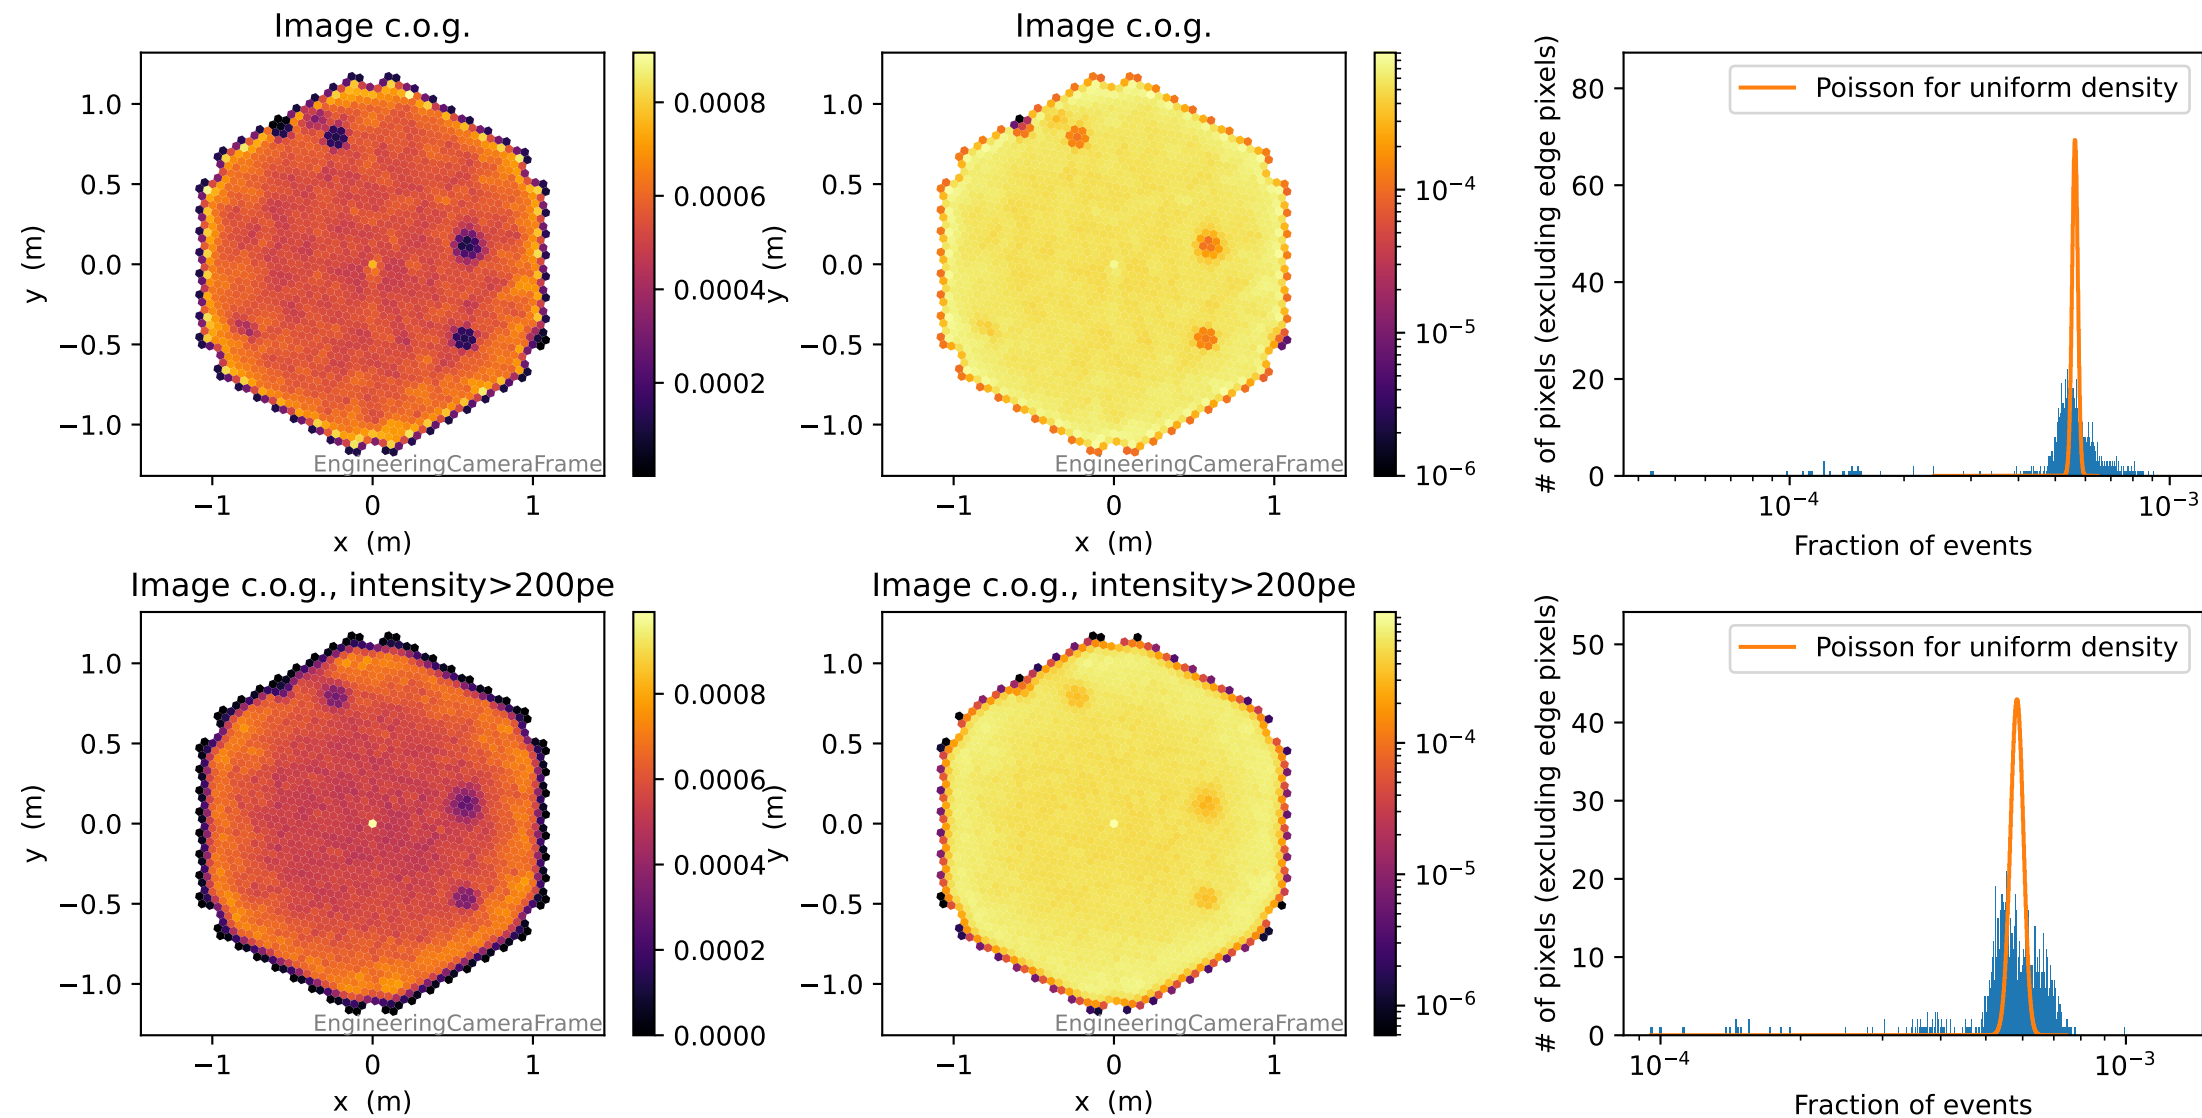 Image c.o.g.
y (m)
1.0
0.5
0.0
−0.5
−1.0
EngineeringCameraFrame
−1
0
1
x (m)
0.0008
0.0006
0.0004
0.0002
Image c.o.g.
y (m)
1.0
0.5
0.0
−0.5
−1.0
EngineeringCameraFrame
−1
0
1
x (m)
10⁻⁴
10⁻⁵
10⁻⁶
# of pixels (excluding edge pixels)
80
60
40
20
0
Poisson for uniform density
10⁻⁴
10⁻³
Fraction of events
Image c.o.g., intensity>200pe
y (m)
1.0
0.5
0.0
−0.5
−1.0
EngineeringCameraFrame
−1
0
1
x (m)
0.0008
0.0006
0.0004
0.0002
0.0000
Image c.o.g., intensity>200pe
y (m)
1.0
0.5
0.0
−0.5
−1.0
EngineeringCameraFrame
−1
0
1
x (m)
10⁻⁴
10⁻⁵
10⁻⁶
# of pixels (excluding edge pixels)
50
40
30
20
10
0
Poisson for uniform density
10⁻⁴
10⁻³
Fraction of events